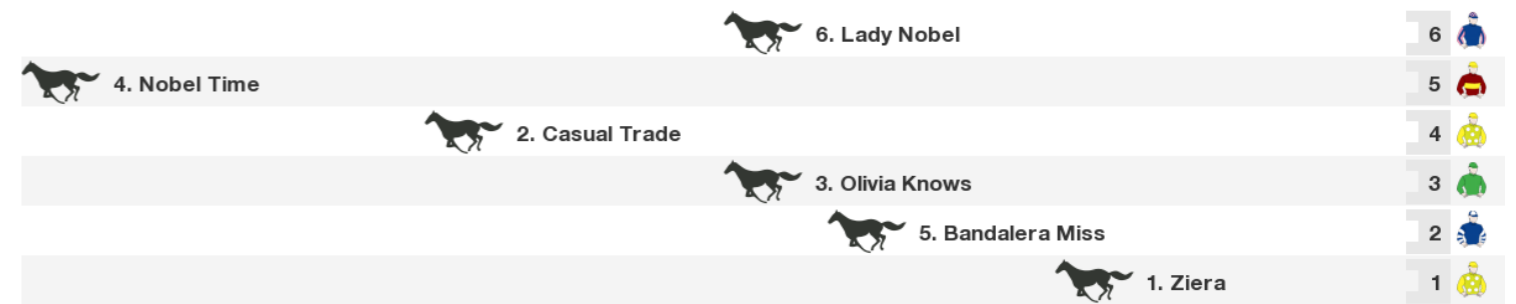 6. Lady Nobel 6
4. Nobel Time 5
2. Casual Trade 4
3. Olivia Knows 3
5. Bandalera Miss 2
1. Ziera 1